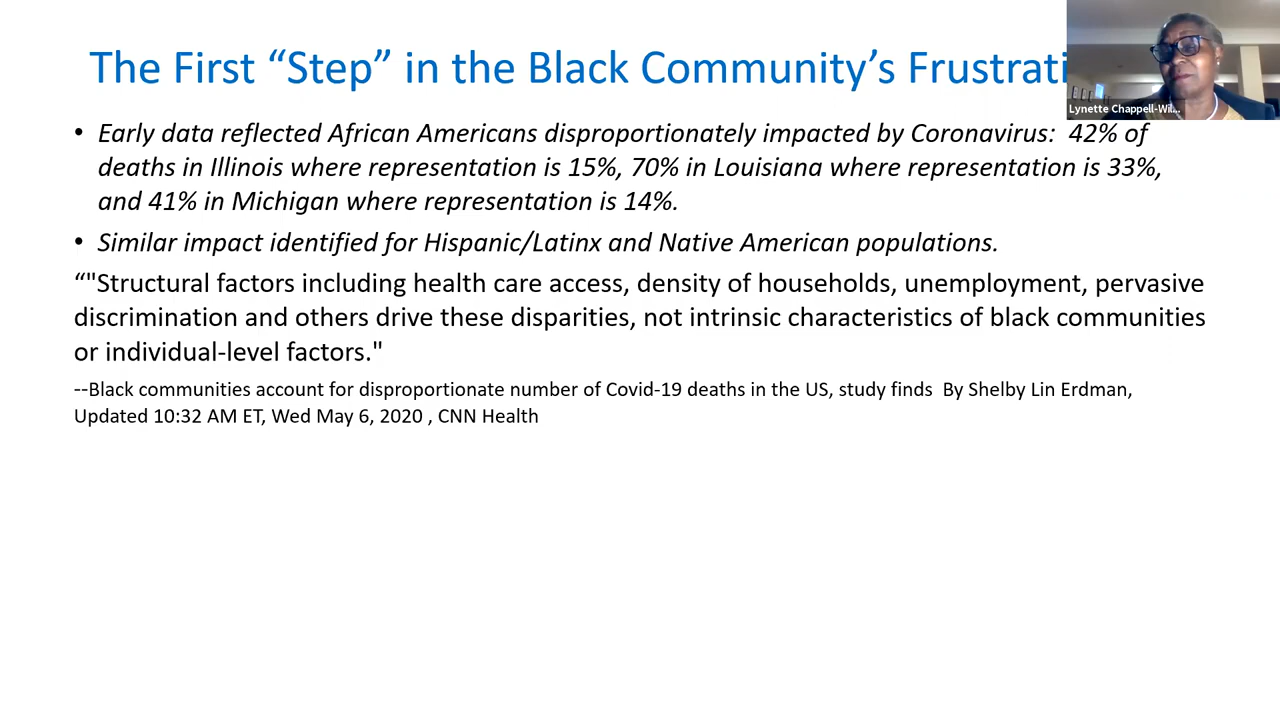 The First “Step” in the Black Community’s Frustrati
Lynette Chappell-Wil...
• Early data reflected African Americans disproportionately impacted by Coronavirus:  42% of
deaths in Illinois where representation is 15%, 70% in Louisiana where representation is 33%,
and 41% in Michigan where representation is 14%.
• Similar impact identified for Hispanic/Latinx and Native American populations.
“"Structural factors including health care access, density of households, unemployment, pervasive
discrimination and others drive these disparities, not intrinsic characteristics of black communities
or individual-level factors."
--Black communities account for disproportionate number of Covid-19 deaths in the US, study finds  By Shelby Lin Erdman,
Updated 10:32 AM ET, Wed May 6, 2020 , CNN Health